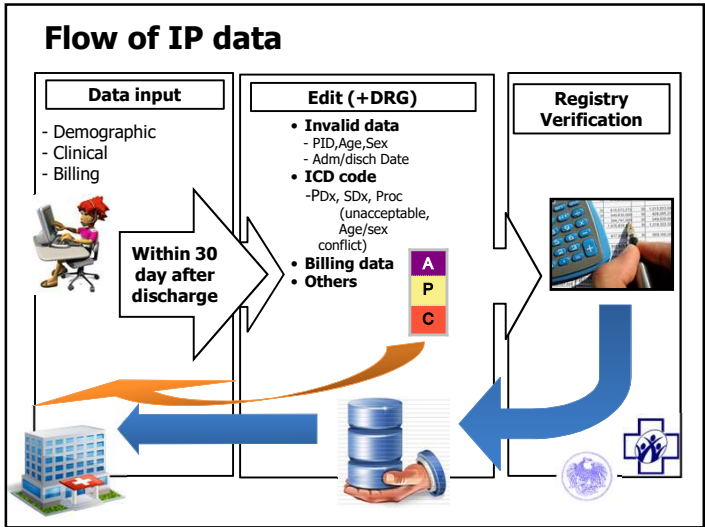 Flow of IP data
Data input
- Demographic
- Clinical
- Billing
Within 30
day after
discharge
Edit (+DRG)
• Invalid data
- PID,Age,Sex
- Adm/disch Date
• ICD code
-PDx, SDx, Proc
(unacceptable,
Age/sex
conflict)
• Billing data
• Others
A
P
C
Registry
Verification